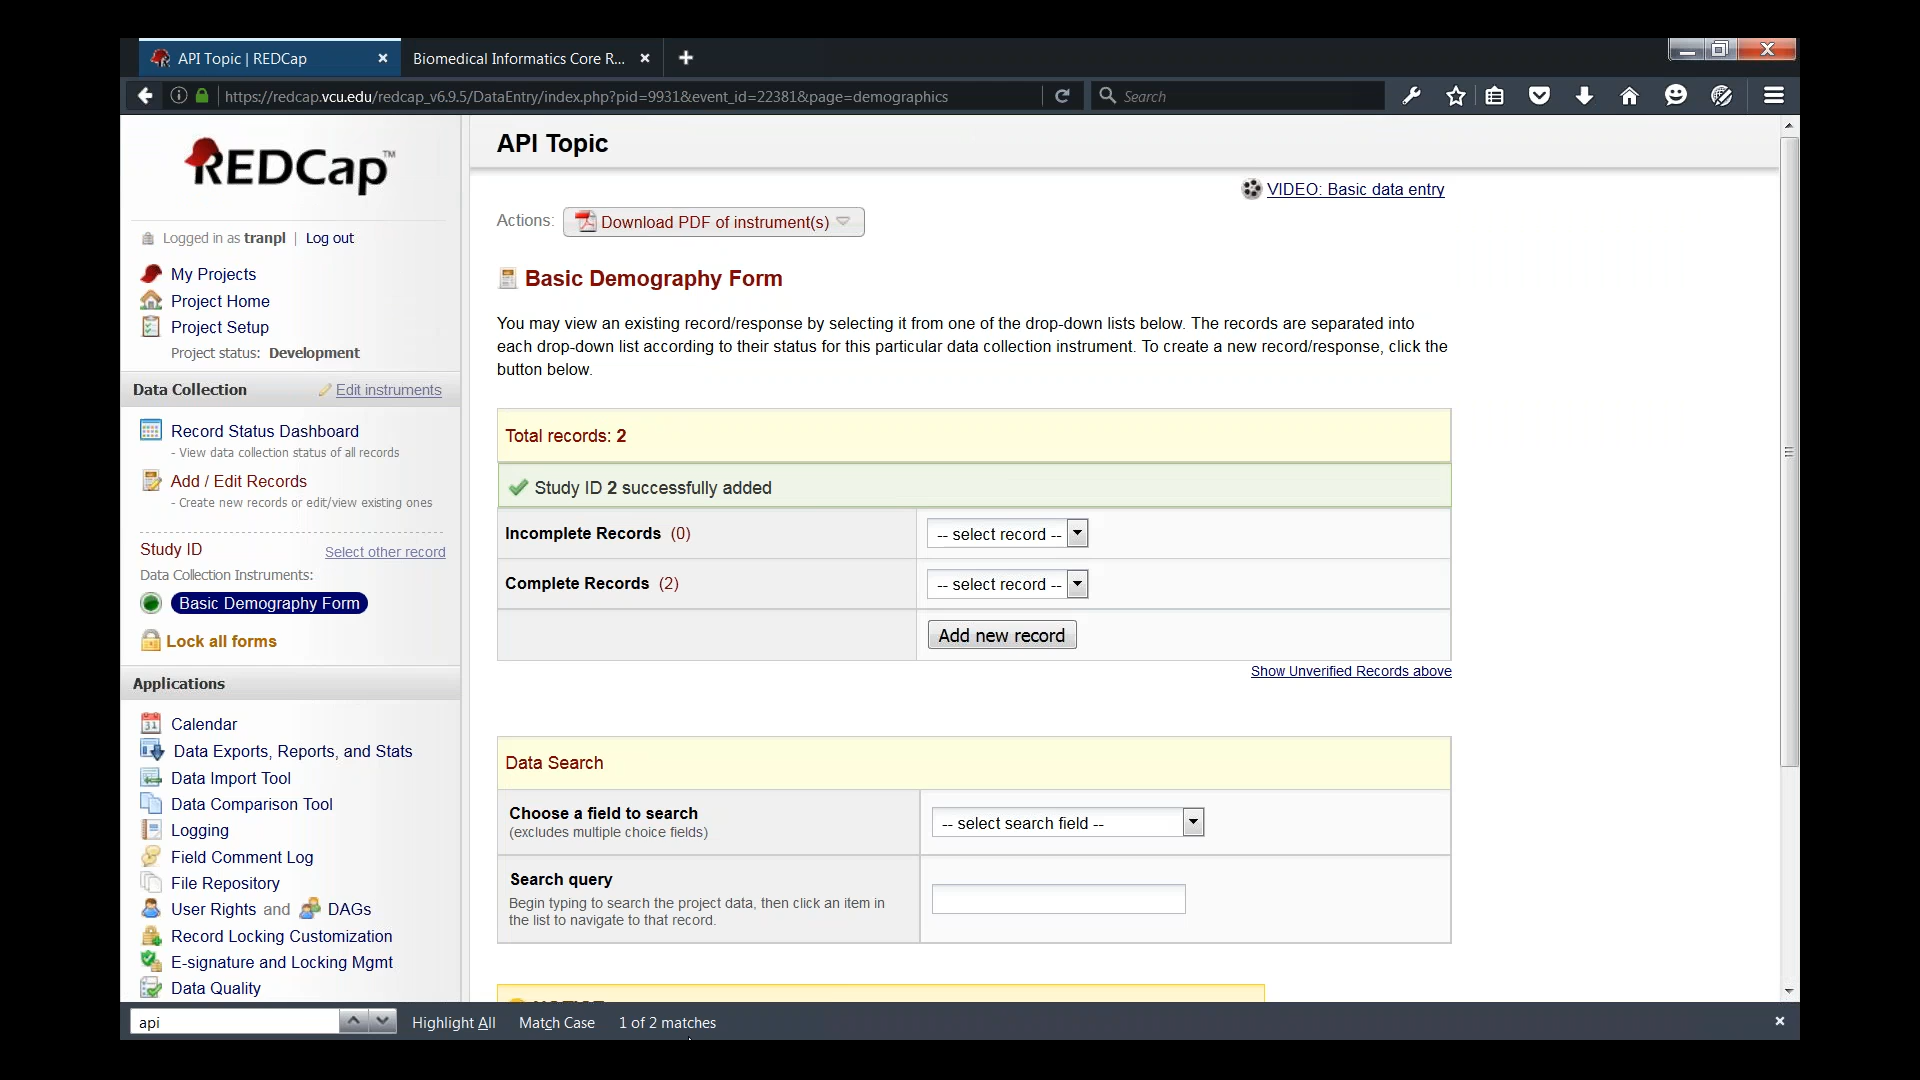 API Topic | REDCap
Biomedical Informatics Core R...
https://redcap.vcu.edu/redcap_v6.9.5/DataEntry/index.php?pid=9931&event_id=22381&page=demographics
Search
REDCap™
Logged in as tranpl | Log out
My Projects
Project Home
Project Setup
Project status: Development
Data Collection
Edit instruments
Record Status Dashboard
- View data collection status of all records
Add / Edit Records
- Create new records or edit/view existing ones
Study ID
Select other record
Data Collection Instruments:
Basic Demography Form
Lock all forms
Applications
31
Calendar
Data Exports, Reports, and Stats
Data Import Tool
Data Comparison Tool
Logging
Field Comment Log
File Repository
User Rights and DAGs
Record Locking Customization
E-signature and Locking Mgmt
Data Quality
API Topic
VIDEO: Basic data entry
Actions:
Download PDF of instrument(s)
Basic Demography Form
You may view an existing record/response by selecting it from one of the drop-down lists below. The records are separated into
each drop-down list according to their status for this particular data collection instrument. To create a new record/response, click the
button below.
Total records: 2
Study ID 2 successfully added
Incomplete Records (0)
-- select record --
Complete Records (2)
-- select record --
Add new record
Show Unverified Records above
Data Search
Choose a field to search
(excludes multiple choice fields)
-- select search field --
Search query
Begin typing to search the project data, then click an item in
the list to navigate to that record.
api
Highlight All
Match Case
1 of 2 matches